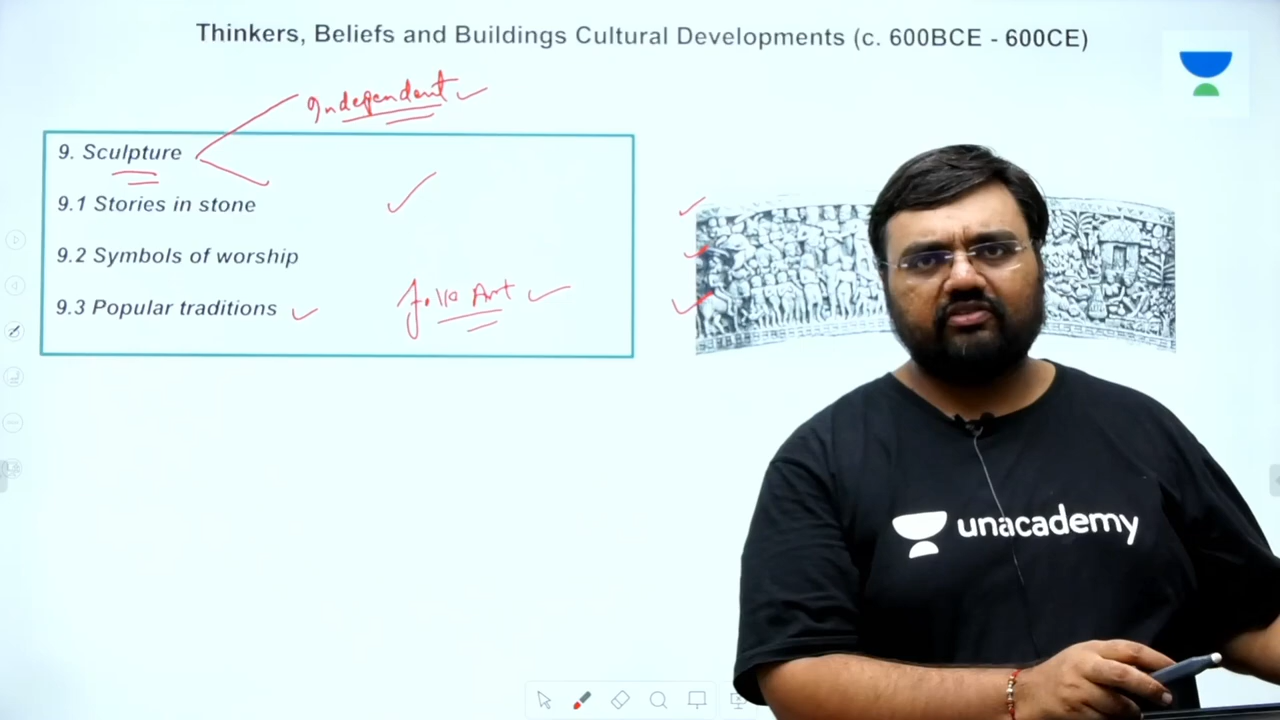 Thinkers, Beliefs and Buildings Cultural Developments (c. 600BCE - 600CE)
Independent
9. Sculpture
9.1 Stories in stone
9.2 Symbols of worship
9.3 Popular traditions
folk Art
unacademy